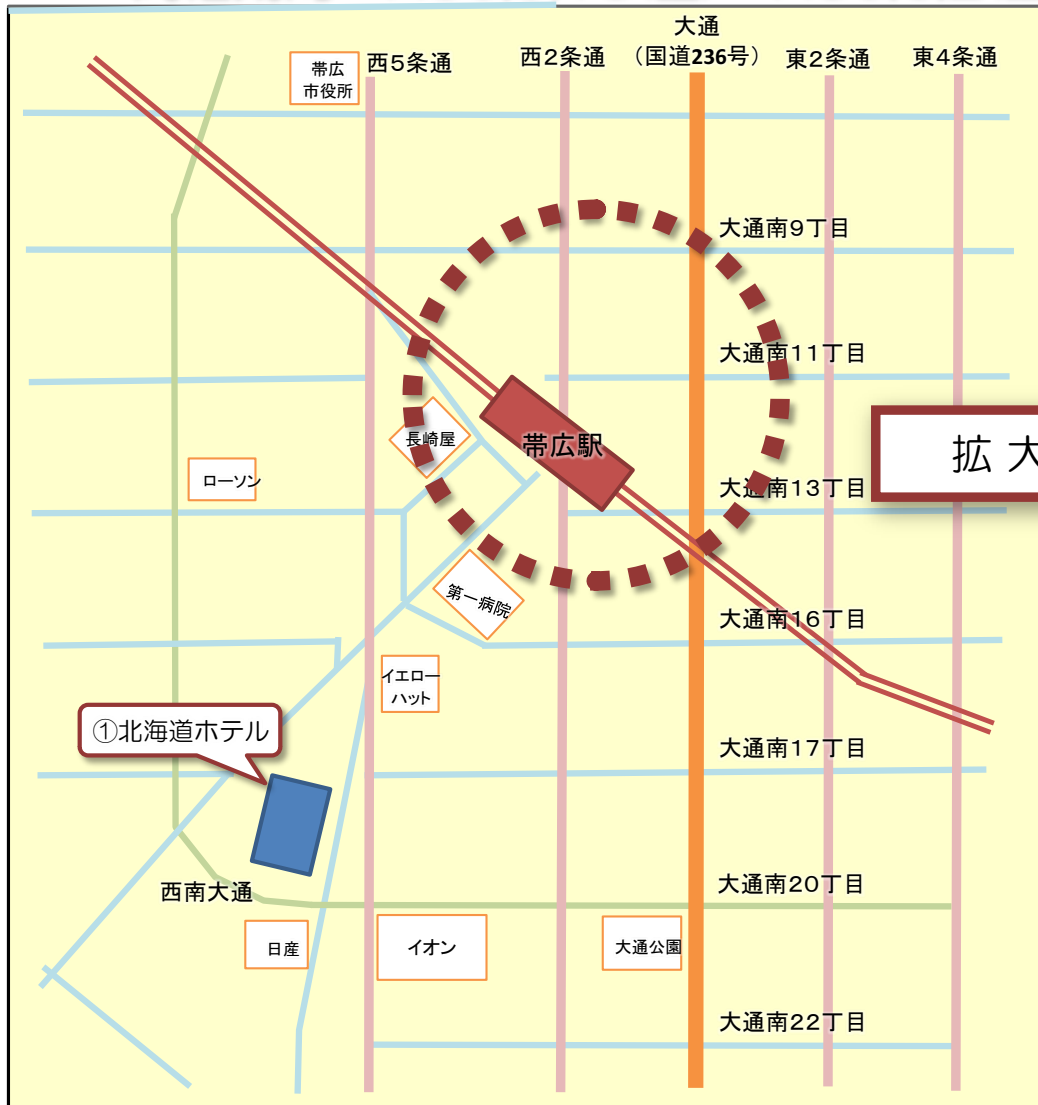 大通
(国道236号)
帯広
市役所
西5条通
西2条通
東2条通
東4条通
大通南9丁目
大通南11丁目
長崎屋
帯広駅
拡大
ローソン
大通南13丁目
第一病院
大通南16丁目
イエロー
ハット
①北海道ホテル
大通南17丁目
西南大通
大通南20丁目
日産
イオン
大通公園
大通南22丁目